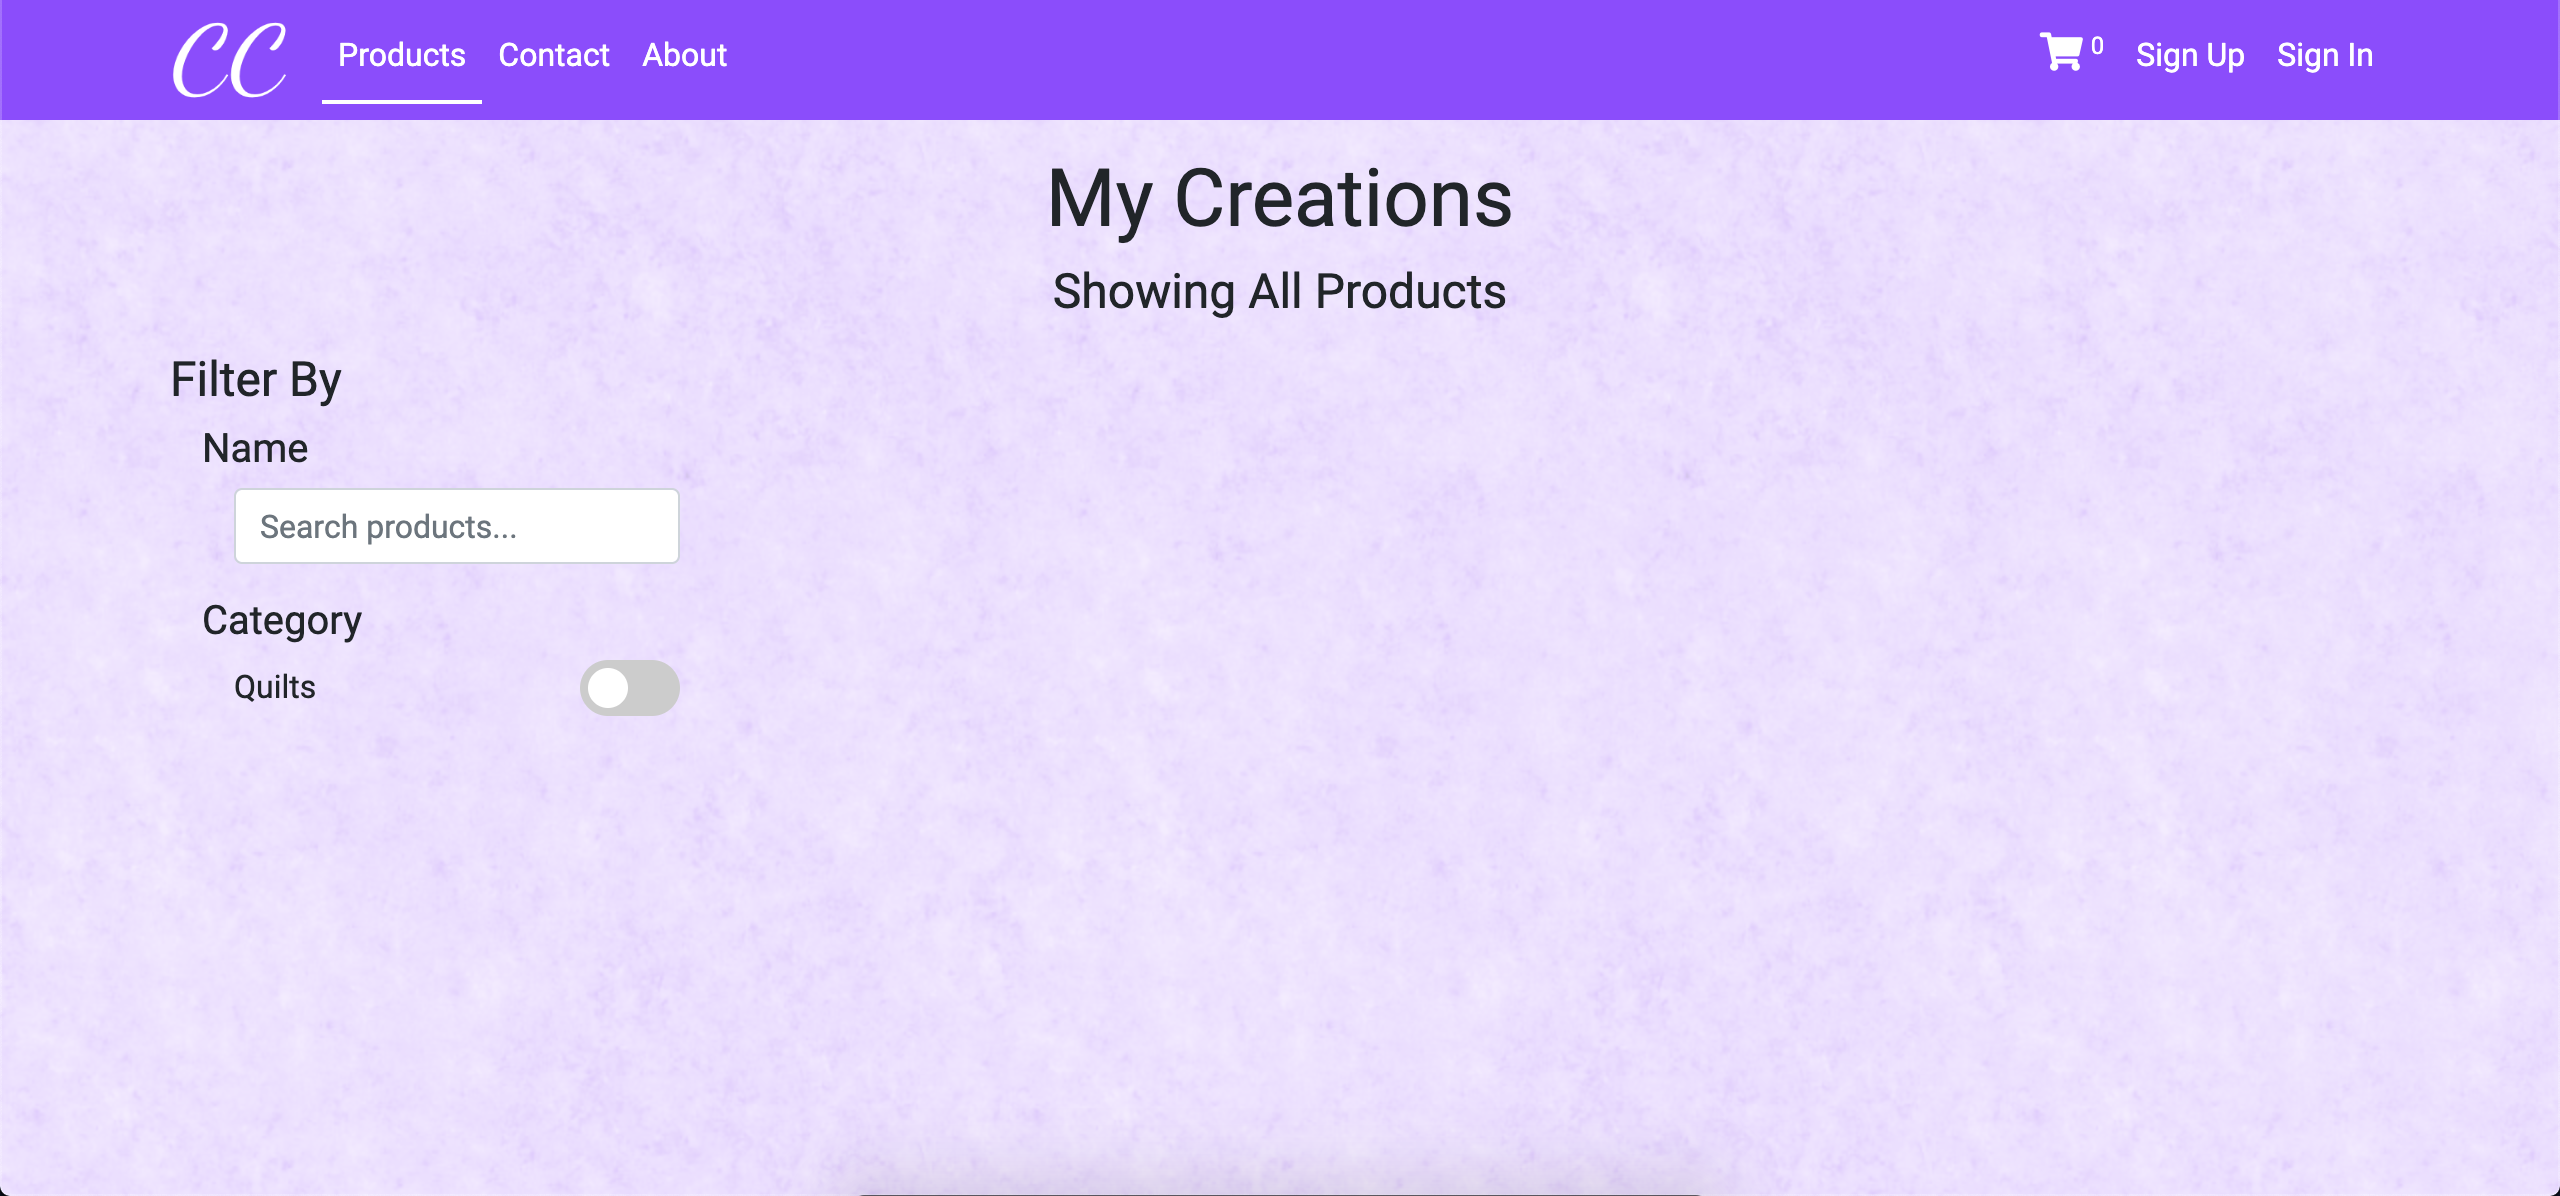 CC Products Contact About 0 Sign Up Sign In
My Creations
Showing All Products
Filter By
Name
Search products...
Category
Quilts